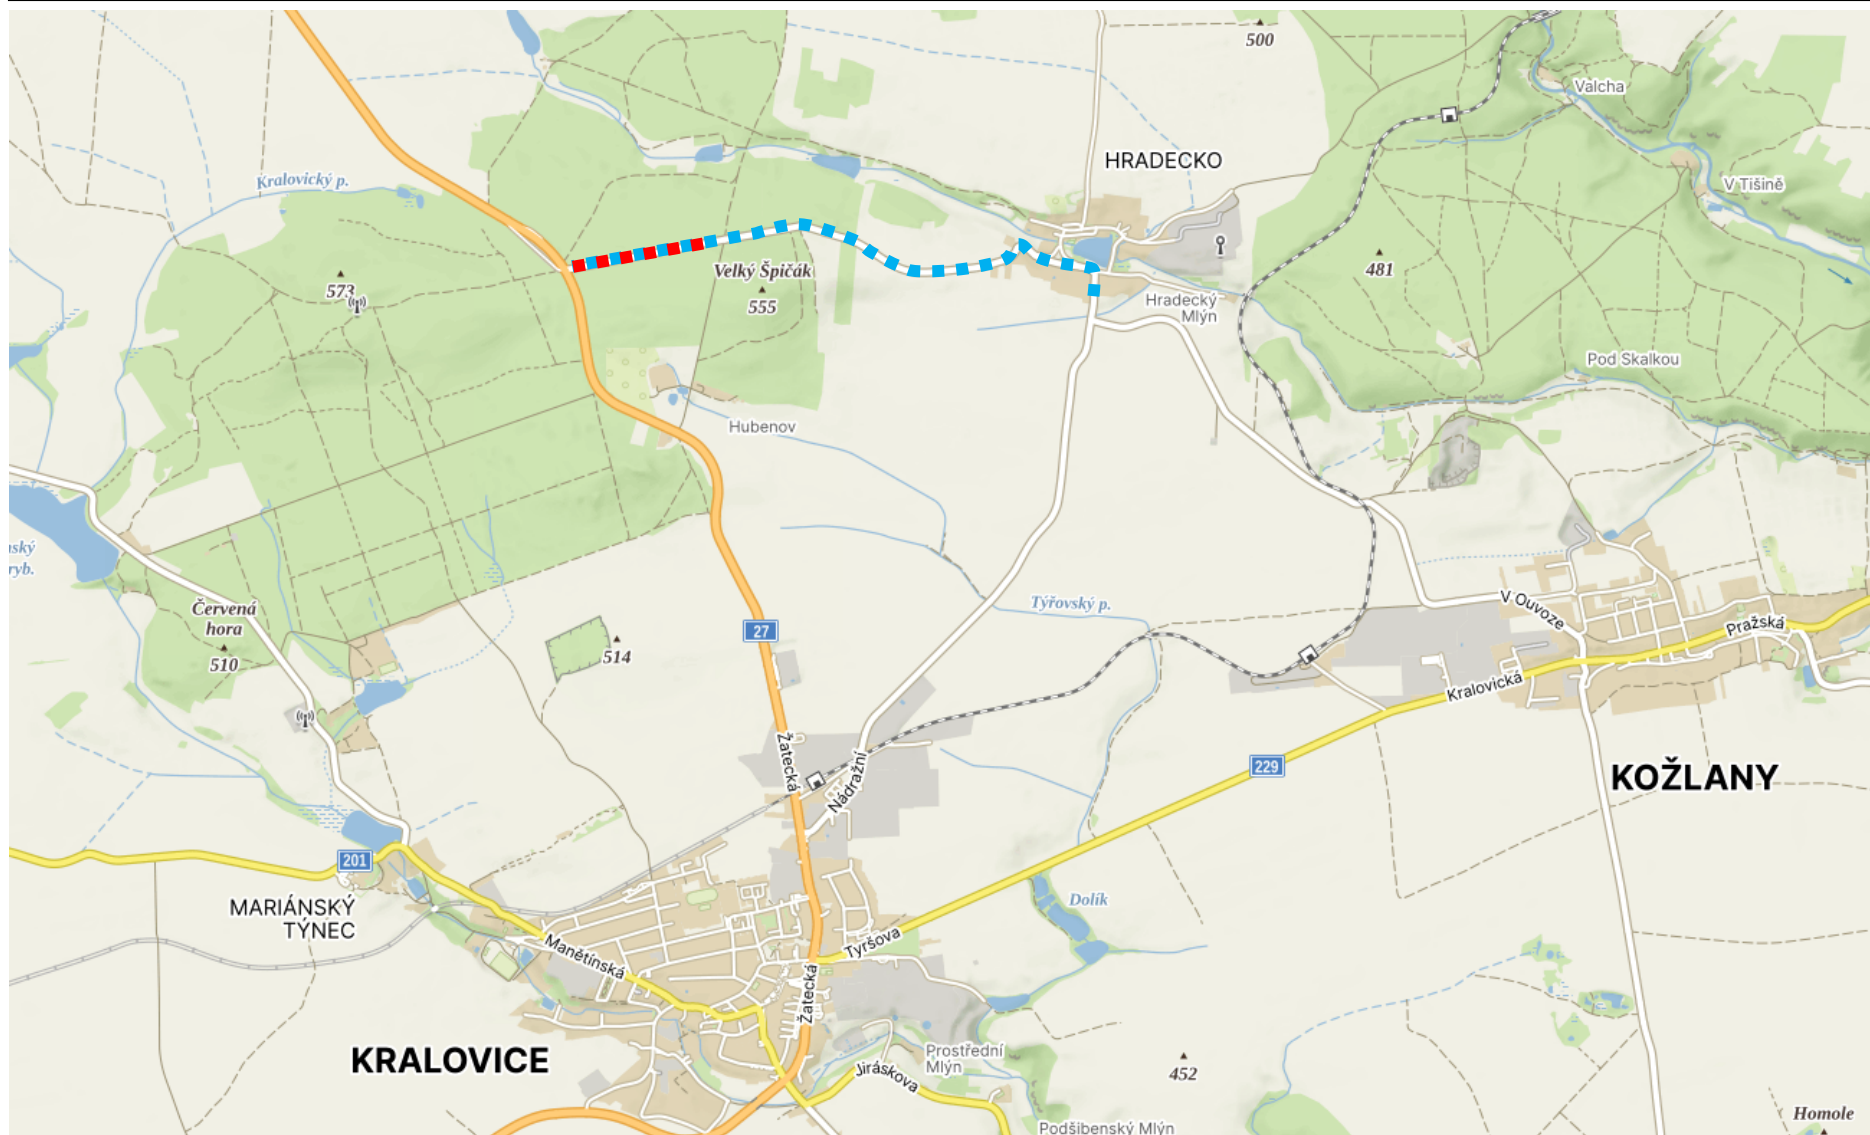 500
Valcha
HRADECKO
Kralovický p.
V Tišině
Velký Špičák
555
573
481
Hradecký
Mlýn
Pod Skalkou
Hubenov
nský
ryb.
Červená
hora
510
514
27
Týřovský p.
V Ouvoze
Pražská
Kralovická
Žatecká
Nádražní
229
KOŽLANY
201
MARIÁNSKÝ
TÝNEC
Dolík
Manětínská
Tyršova
Žatecká
KRALOVICE
Prostřední
Mlýn
Jiráskova
452
Homole
Podšibenský Mlýn